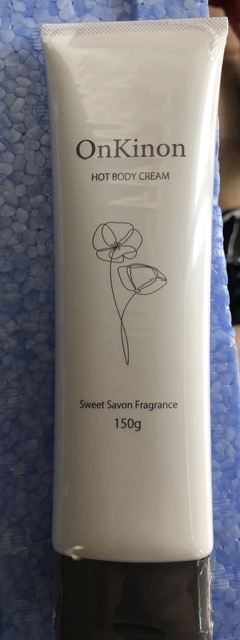 OnKinon
HOT BODY CREAM
Sweet Savon Fragrance
150g